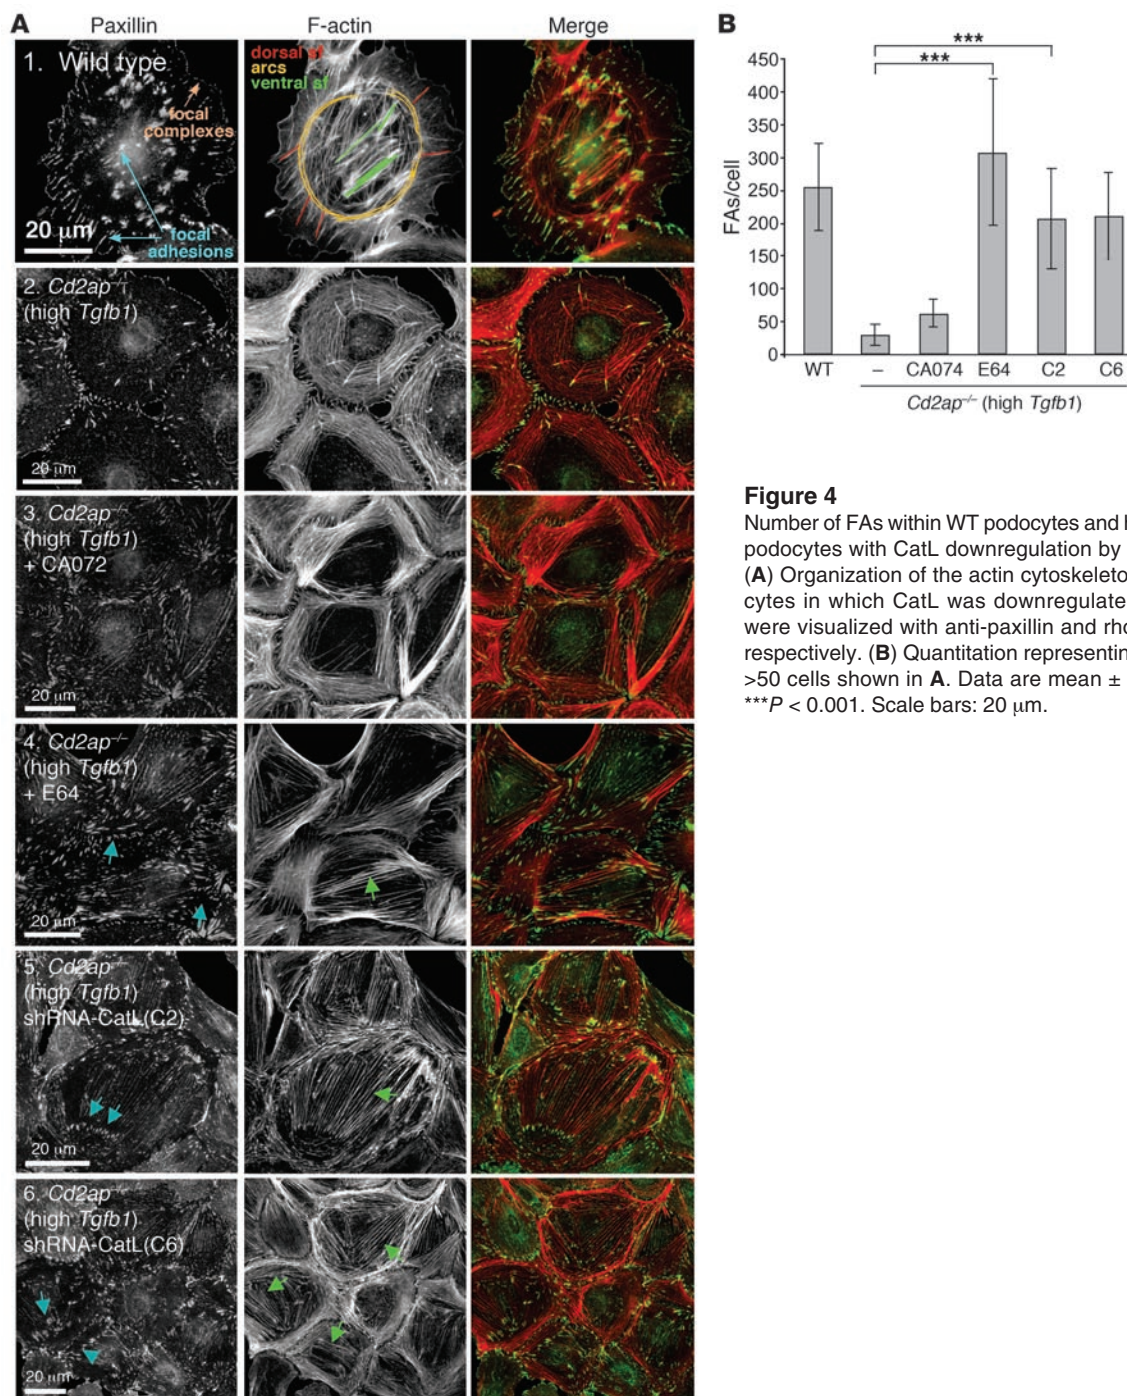 A
Paxillin
F-actin
Merge
1. Wild type
focal
complexes
20 μm
focal
adhesions
dorsal sf
arcs
ventral sf
2. Cd2ap–/–
(high Tgfb1)
20 μm
3. Cd2ap–/–
(high Tgfb1)
+ CA072
20 μm
4. Cd2ap–/–
(high Tgfb1)
+ E64
20 μm
5. Cd2ap–/–
(high Tgfb1)
shRNA-CatL(C2)
20 μm
6. Cd2ap–/–
(high Tgfb1)
shRNA-CatL(C6)
20 μm
B
***
***
FAs/cell
450
400
350
300
250
200
150
100
50
0
WT – CA074 E64 C2 C6
Cd2ap–/– (high Tgfb1)
Figure 4
Number of FAs within WT podocytes and
podocytes with CatL downregulation by
(A) Organization of the actin cytoskeleto
cytes in which CatL was downregulate
were visualized with anti-paxillin and rho
respectively. (B) Quantitation representin
>50 cells shown in A. Data are mean ±
***P < 0.001. Scale bars: 20 μm.